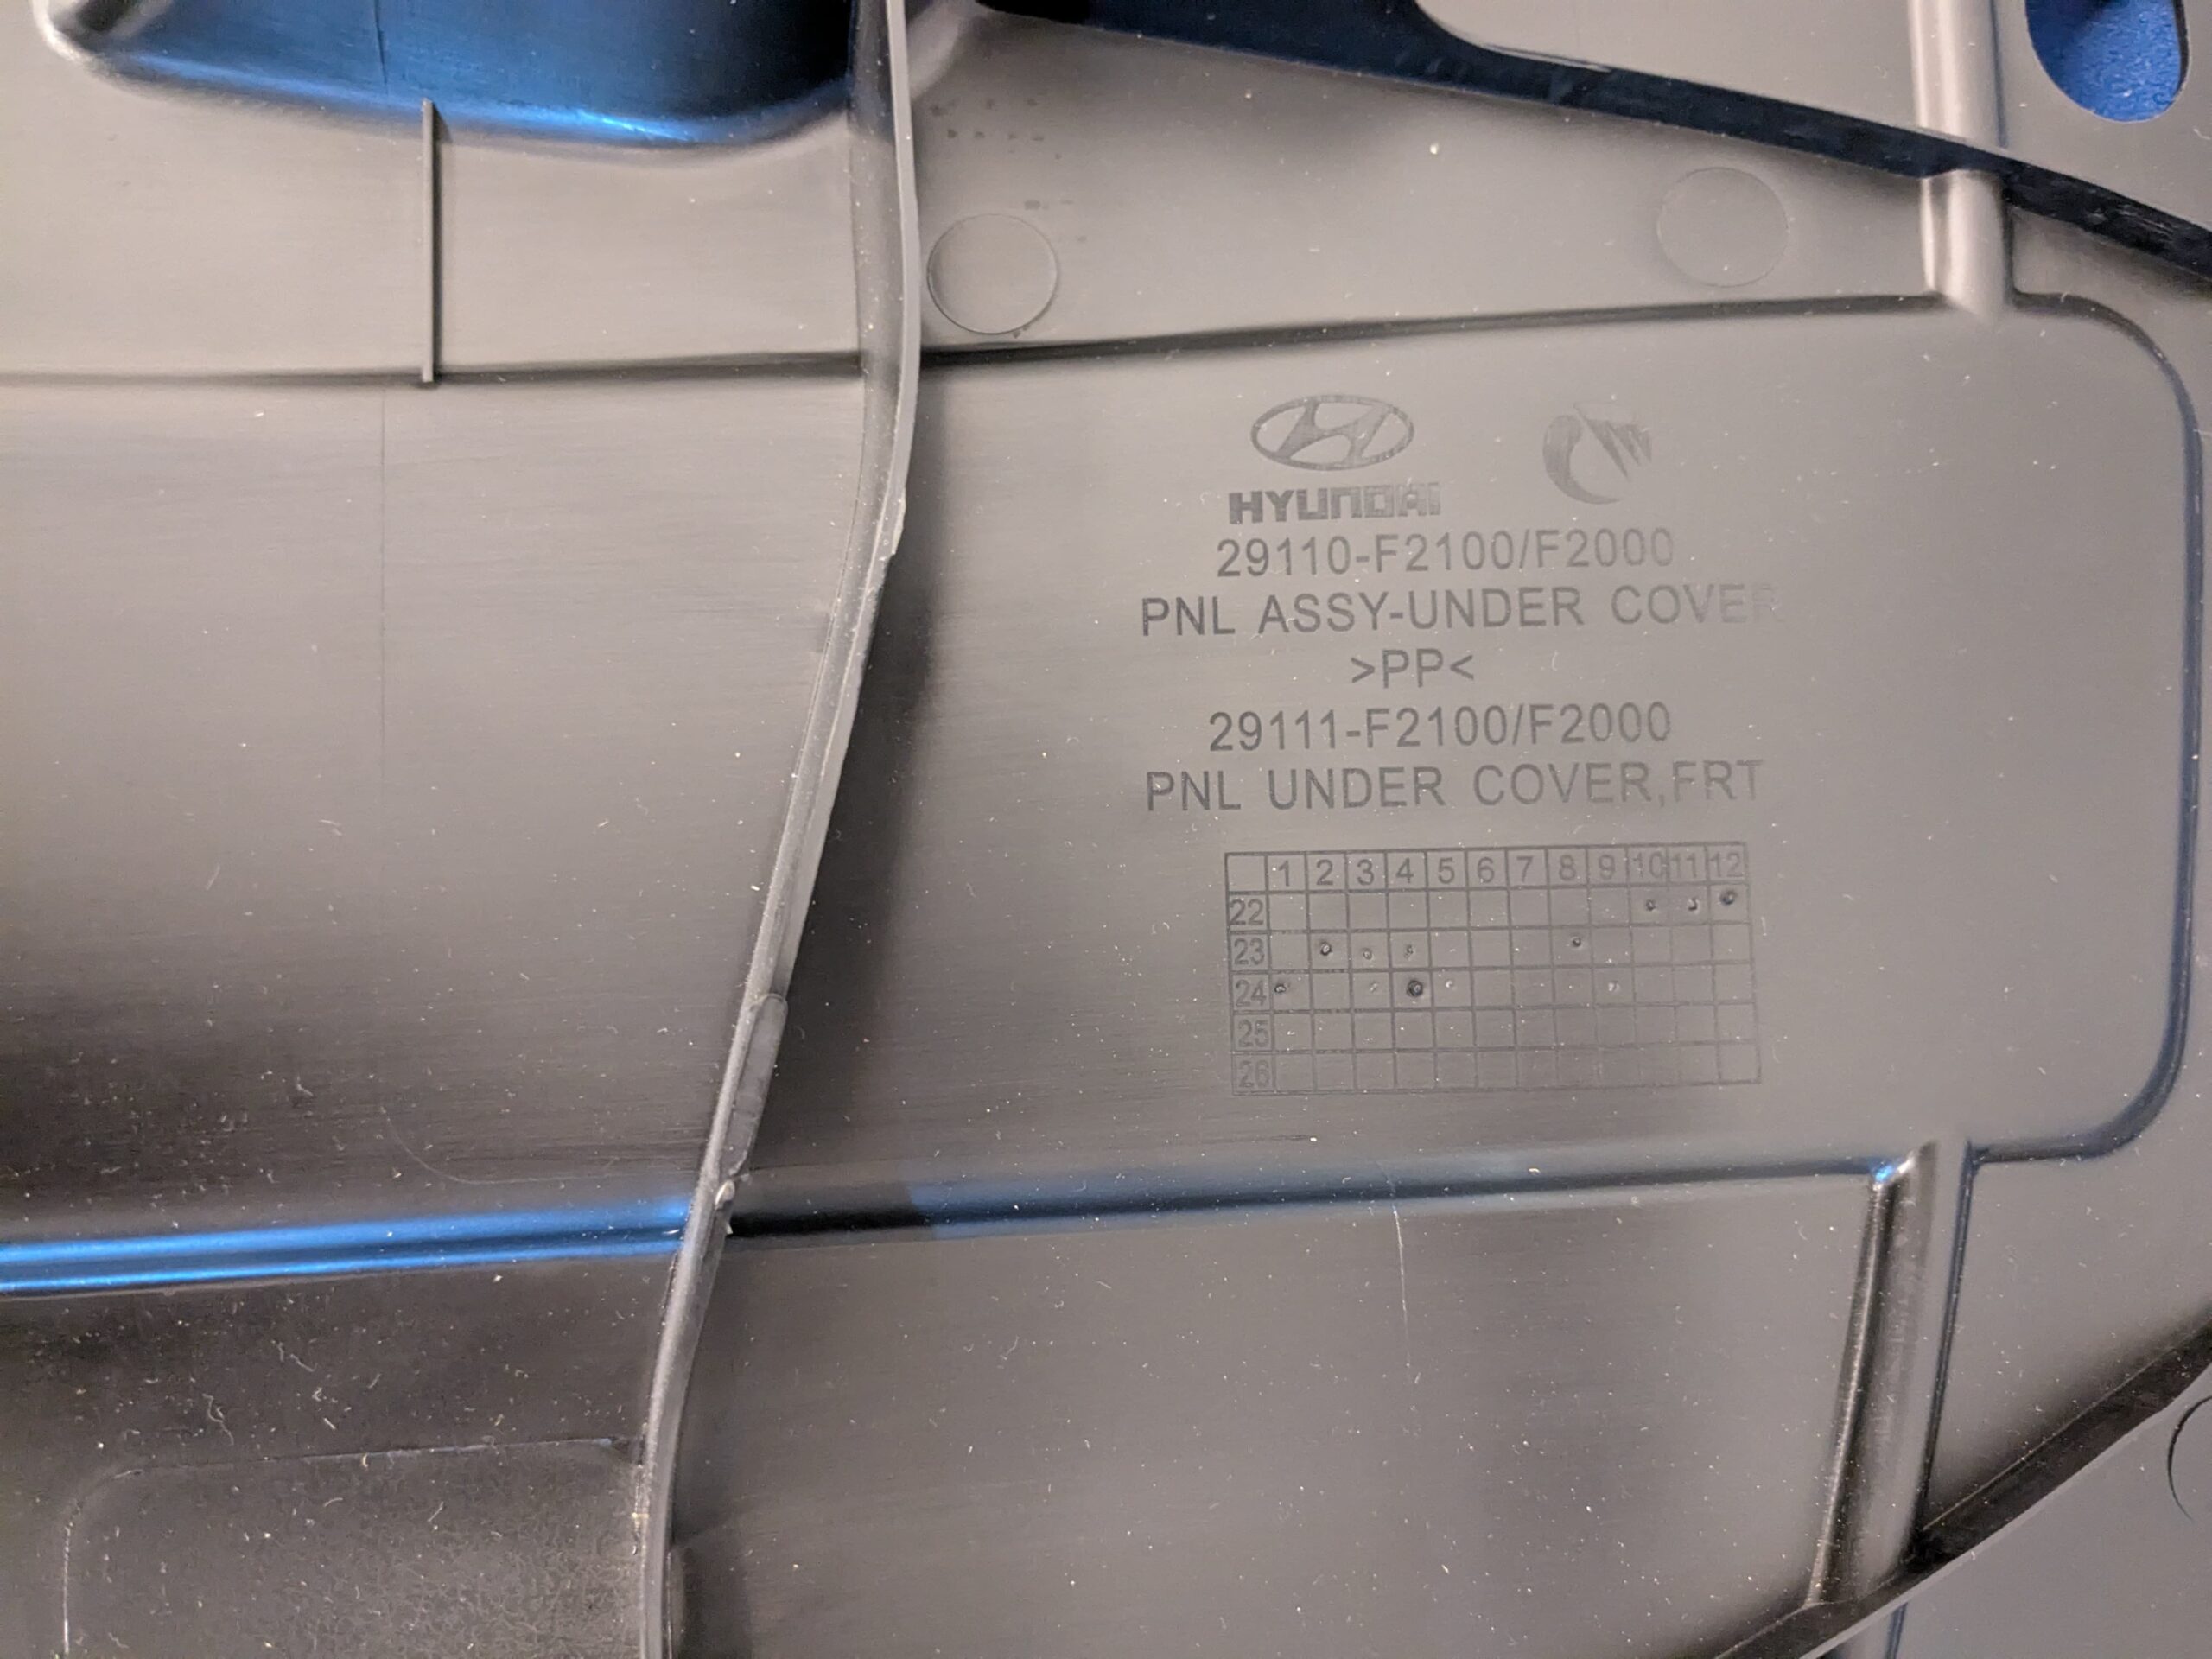 HYUNDAI
29110-F2100/F2000
PNL ASSY-UNDER COVER
>PP<
29111-F2100/F2000
PNL UNDER COVER,FRT
1 2 3 4 5 6 7 8 9 10 11 12
22
23
24
25
26